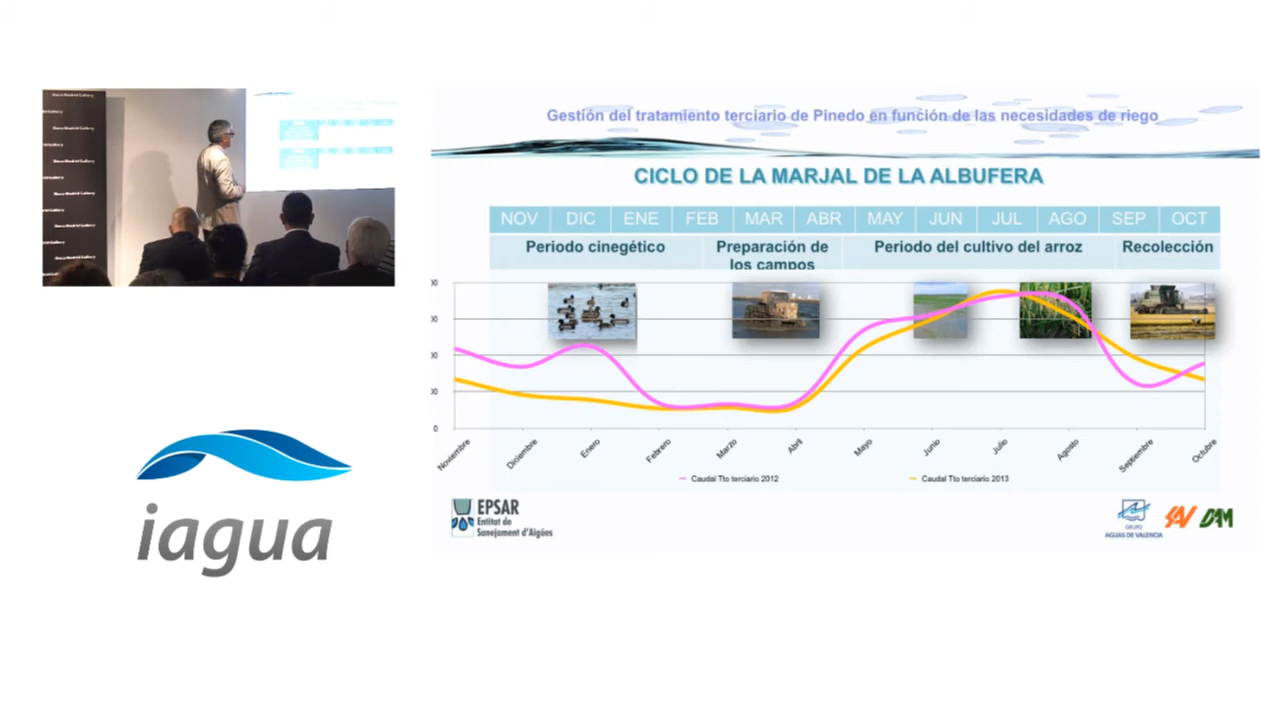 Roca Madrid Gallery
Gestión del tratamiento terciario de Pinedo en función de las necesidades de riego
CICLO DE LA MARJAL DE LA ALBUFERA
NOV DIC ENE FEB MAR ABR MAY JUN JUL AGO SEP OCT
Periodo cinegético
Preparación de
los campos
Periodo del cultivo del arroz
Recolección
0
Noviembre Diciembre Enero Febrero Marzo Abril Mayo Junio Julio Agosto Septiembre Octubre
Caudal Tto terciario 2012
Caudal Tto terciario 2013
EPSAR
Entitat de
Sanejament d'Aigües
GRUPO
AGUAS DE VALENCIA
SAV
DAM
iagua